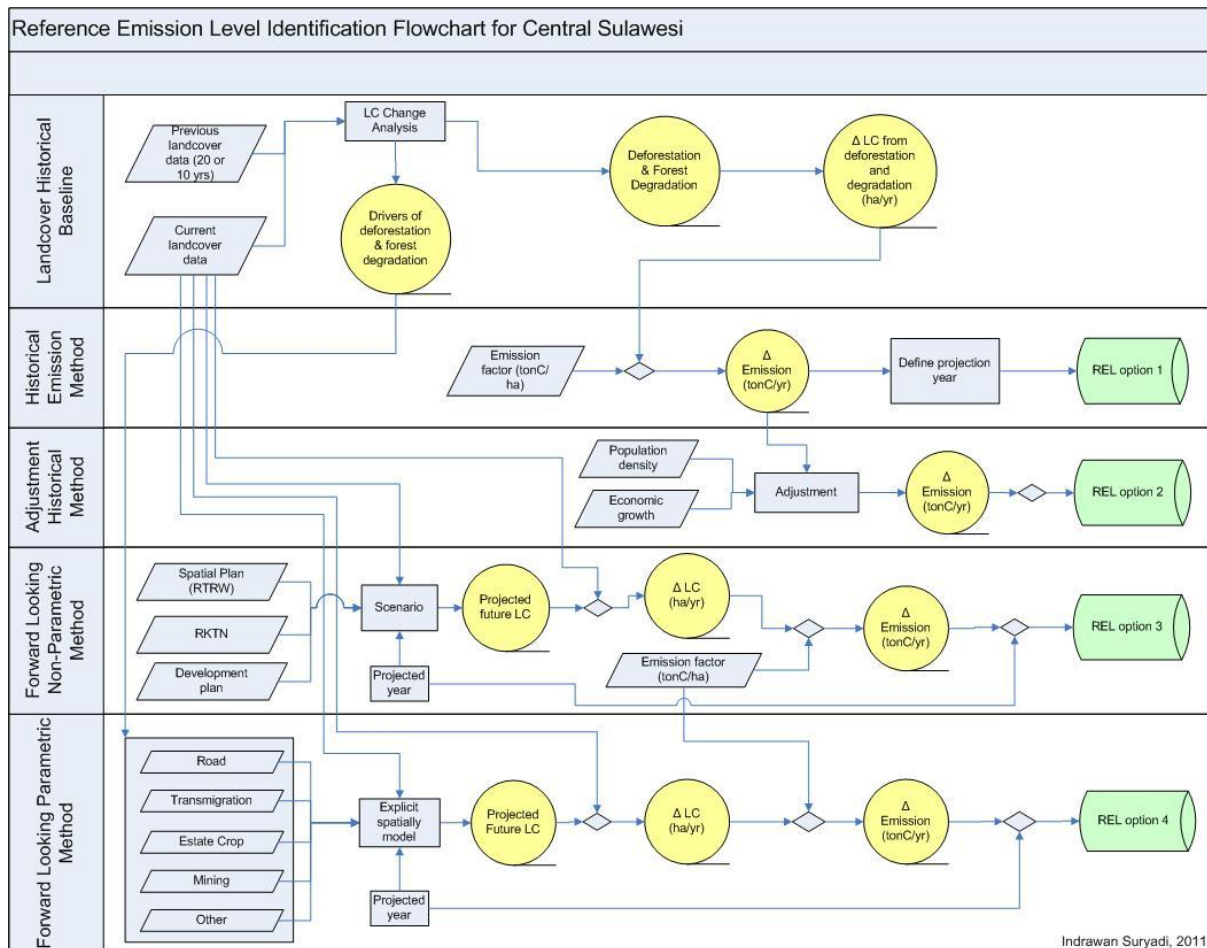 Reference Emission Level Identification Flowchart for Central Sulawesi
Landcover Historical
Baseline
Previous
landcover
data (20 or
10 yrs)
Current
landcover
data
LC Change
Analysis
Drivers of
deforestation
& forest
degradation
Deforestation
& Forest
Degradation
Δ LC from
deforestation
and
degradation
(ha/yr)
Historical
Emission
Method
Emission
factor (tonC/
ha)
Δ
Emission
(tonC/yr)
Define projection
year
REL option 1
Adjustment
Historical
Method
Population
density
Economic
growth
Adjustment
Δ
Emission
(tonC/yr)
REL option 2
Forward Looking
Non-Parametric
Method
Spatial Plan
(RTRW)
RKTN
Development
plan
Scenario
Projected
year
Projected
future LC
Δ LC
(ha/yr)
Emission factor
(tonC/ha)
Δ
Emission
(tonC/yr)
REL option 3
Forward Looking Parametric
Method
Road
Transmigration
Estate Crop
Mining
Other
Explicit
spatially
model
Projected
year
Projected
Future LC
Δ LC
(ha/yr)
Δ
Emission
(tonC/yr)
REL option 4
Indrawan Suryadi, 2011